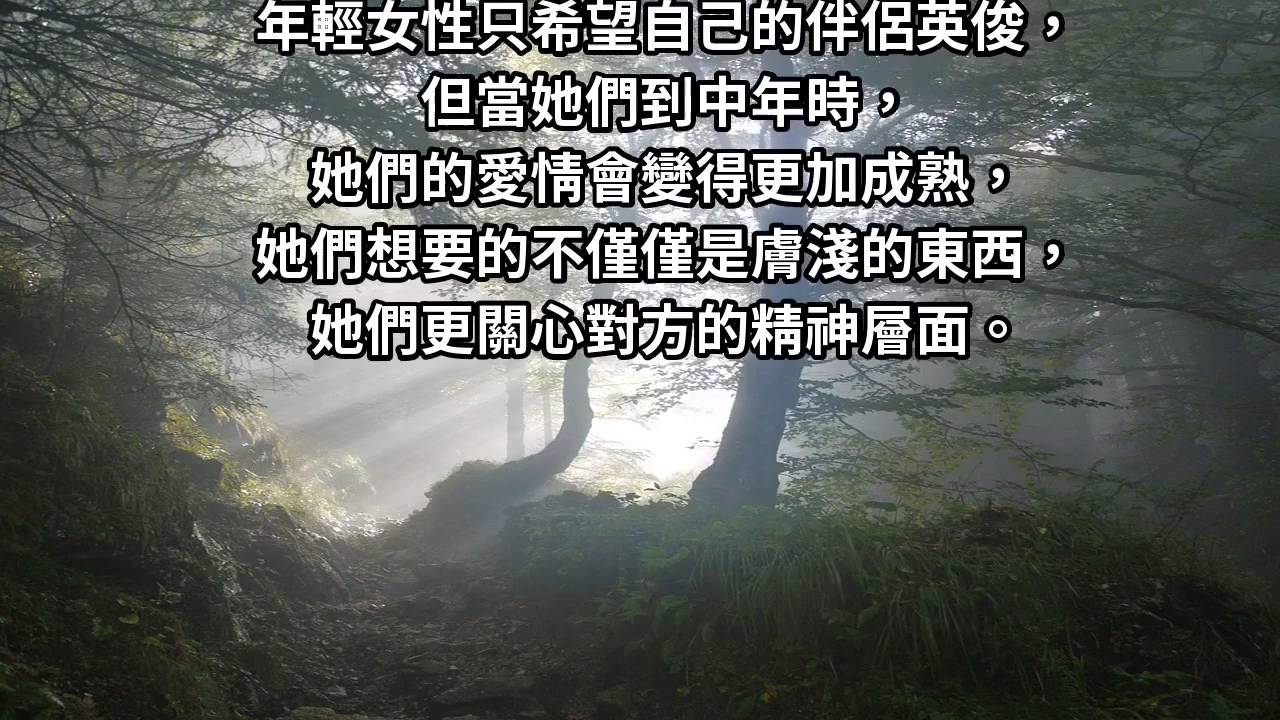 年輕女性只希望自己的伴侶英俊，
但當她們到中年時，
她們的愛情會變得更加成熟，
她們想要的不僅僅是膚淺的東西，
她們更關心對方的精神層面。